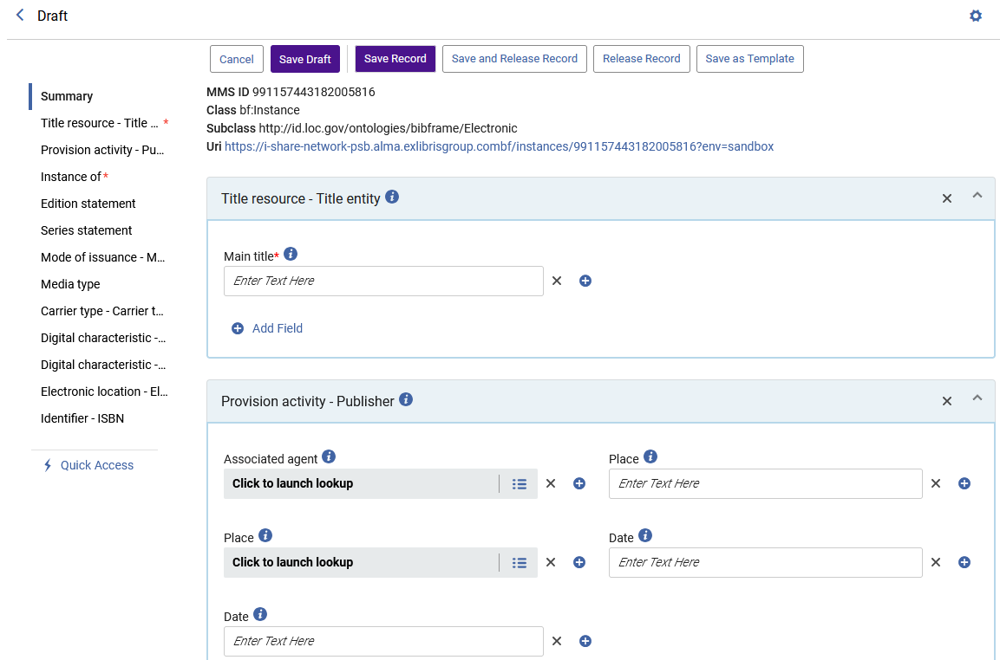 Draft
Cancel Save Draft Save Record Save and Release Record Release Record Save as Template
MMS ID 991157443182005816
Class bf:Instance
Subclass http://id.loc.gov/ontologies/bibframe/Electronic
Uri https://i-share-network-psb.alma.exlibrisgroup.combf/instances/991157443182005816?env=sandbox
Summary
Title resource - Title ... *
Provision activity - Pu...
Instance of*
Edition statement
Series statement
Mode of issuance - M...
Media type
Carrier type - Carrier t...
Digital characteristic -...
Digital characteristic -...
Electronic location - El...
Identifier - ISBN
Quick Access
Title resource - Title entity
Main title*
Enter Text Here
Add Field
Provision activity - Publisher
Associated agent Place
Click to launch lookup Enter Text Here
Place Date
Click to launch lookup Enter Text Here
Date
Enter Text Here